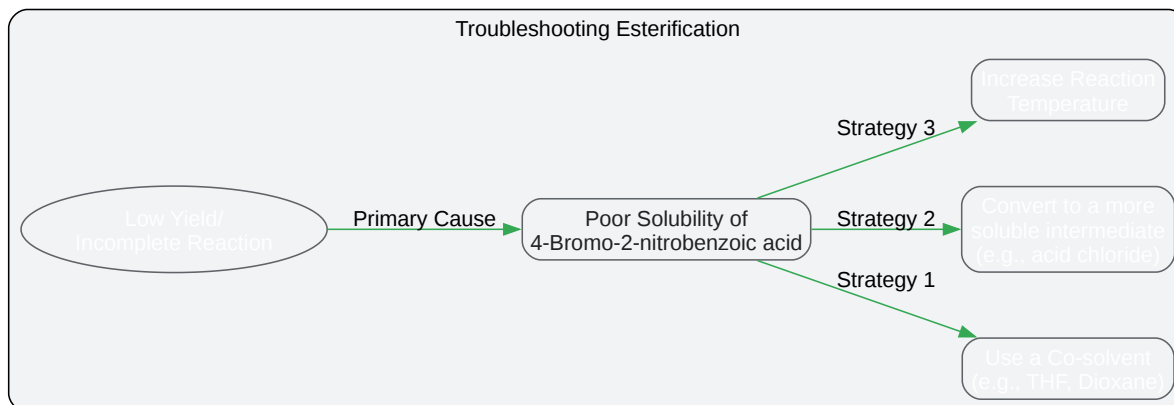 Troubleshooting Esterification
Low Yield/
Incomplete Reaction
Primary Cause
Poor Solubility of
4-Bromo-2-nitrobenzoic acid
Strategy 3
Increase Reaction
Temperature
Strategy 2
Convert to a more
soluble intermediate
(e.g., acid chloride)
Strategy 1
Use a Co-solvent
(e.g., THF, Dioxane)